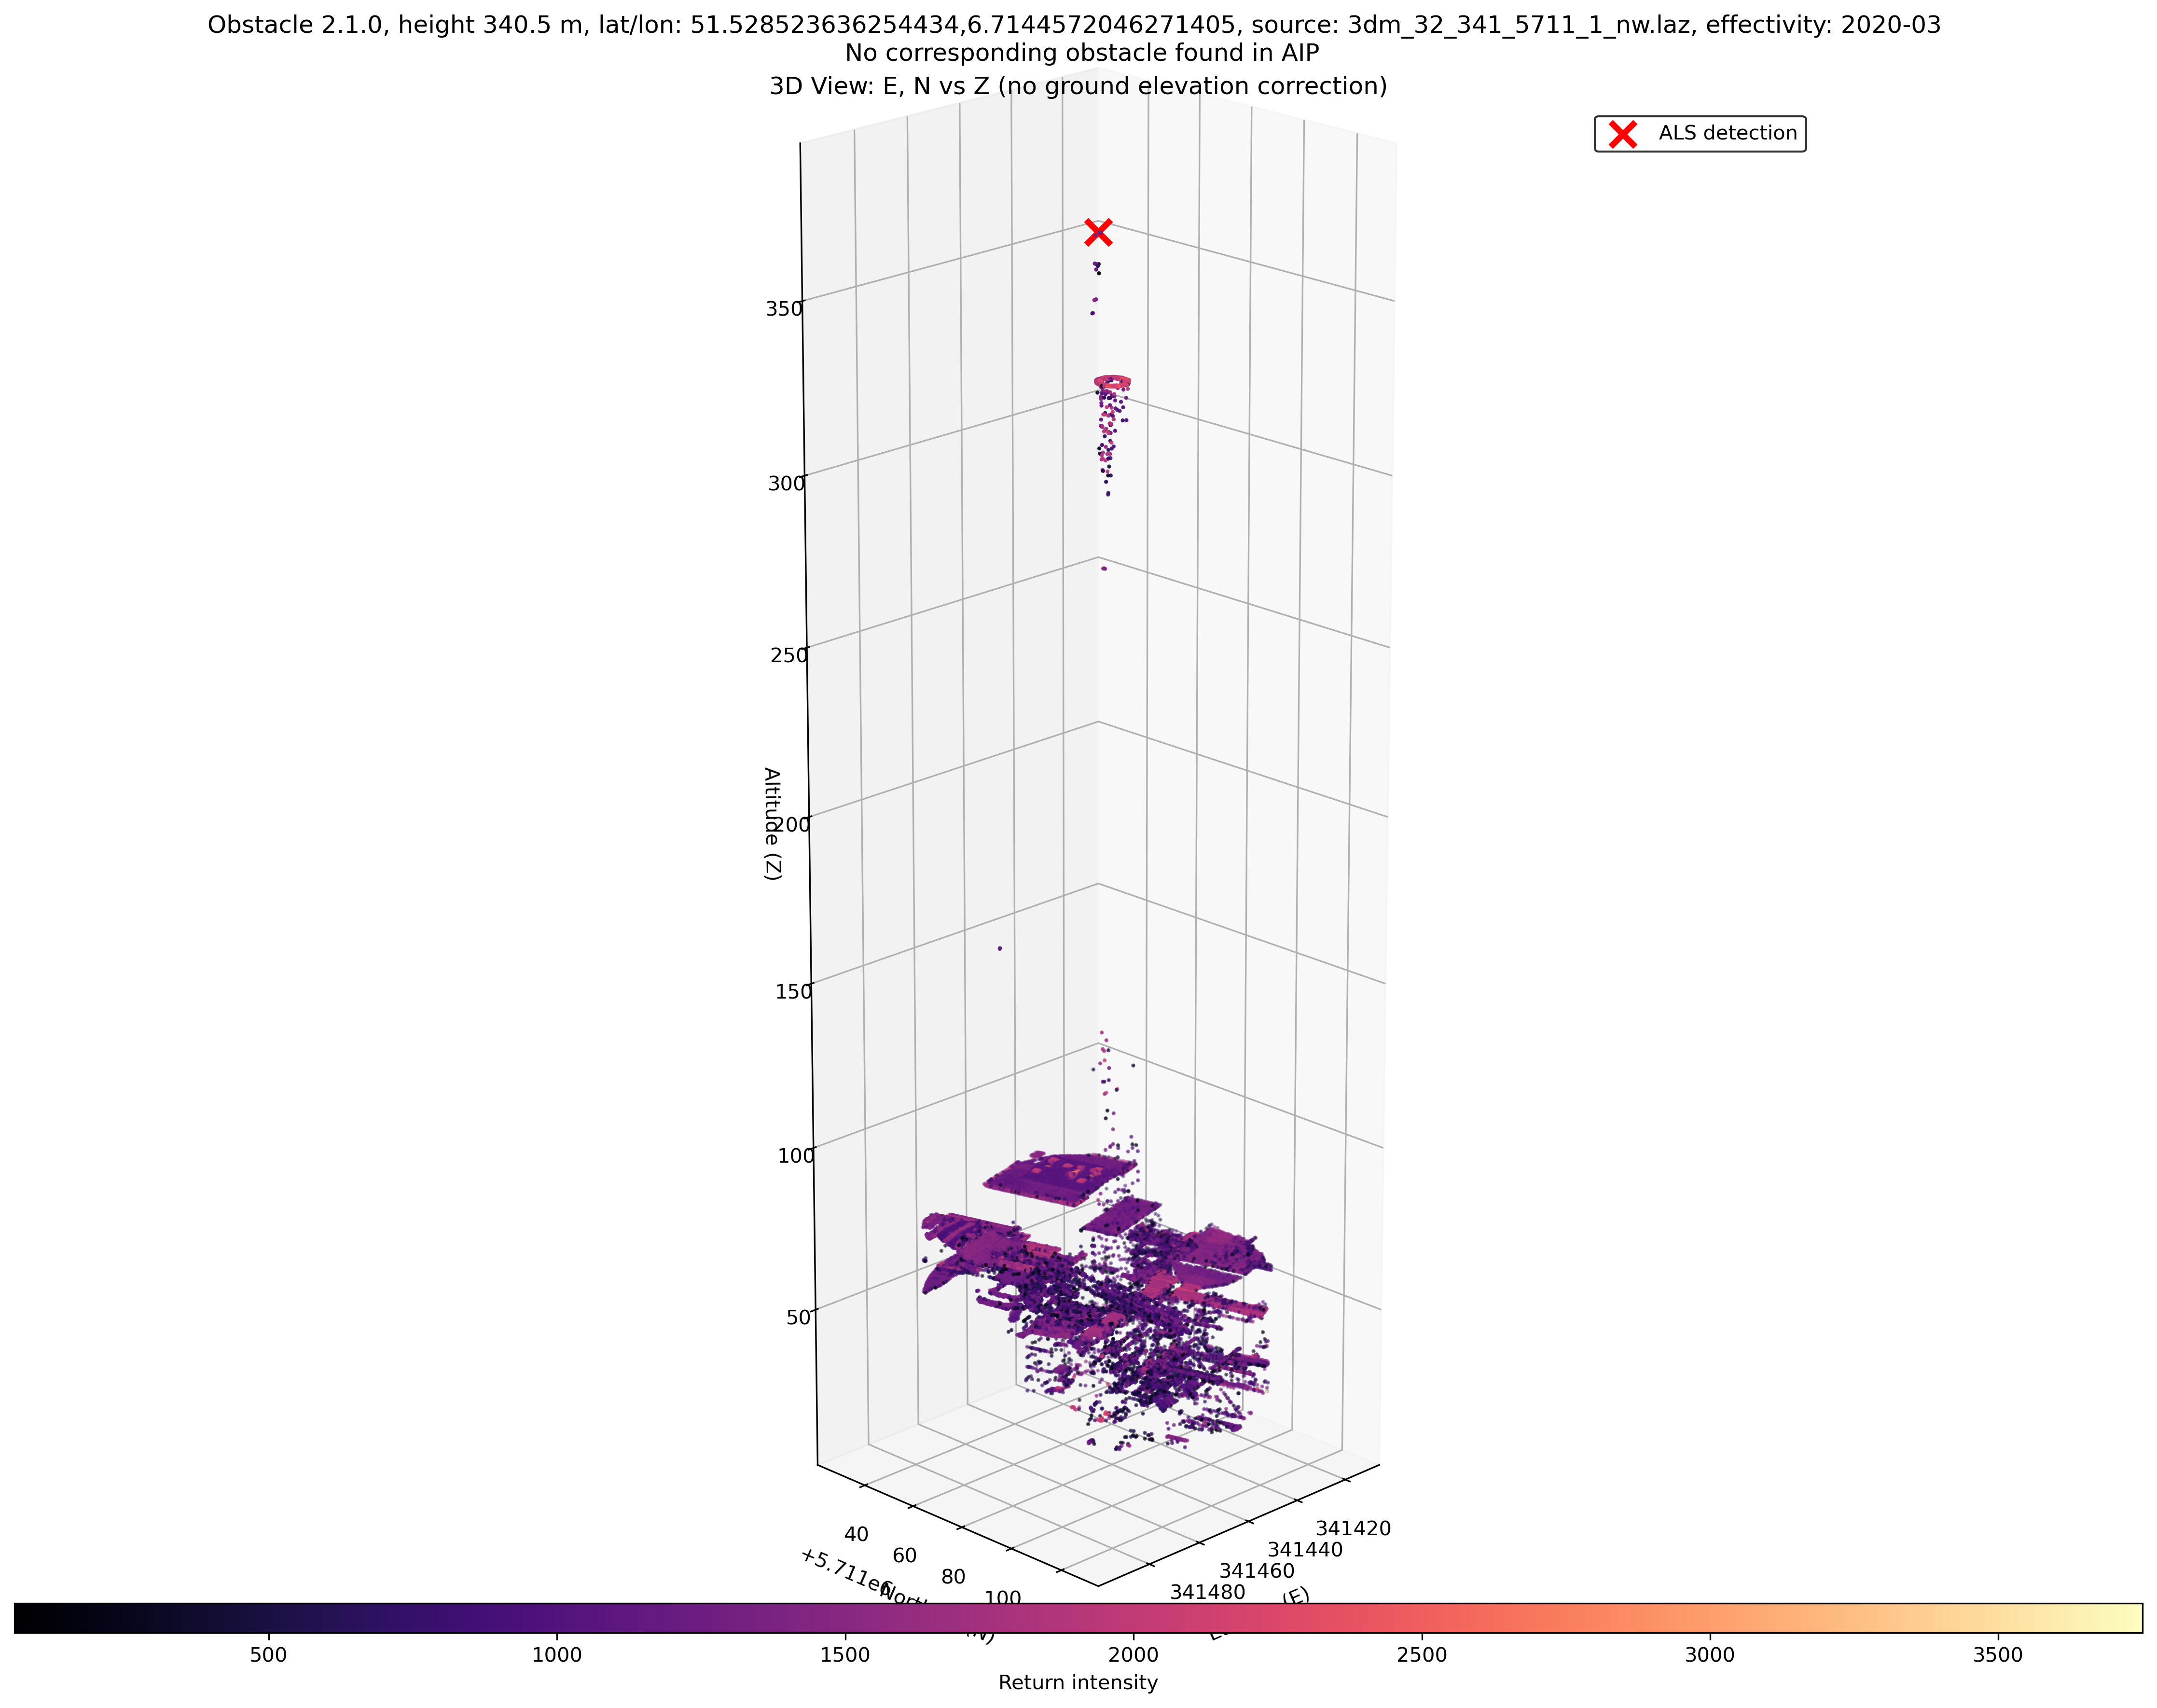 Obstacle 2.1.0, height 340.5 m, lat/lon: 51.528523636254434,6.7144572046271405, source: 3dm_32_341_5711_1_nw.laz, effectivity: 2020-03
No corresponding obstacle found in AIP
3D View: E, N vs Z (no ground elevation correction)
ALS detection
350
300
250
200
150
100
50
Altitude (Z)
40
60
80
100
+5.711e6
341420
341440
341460
341480
(E)
500
1000
1500
2000
2500
3000
3500
Return intensity